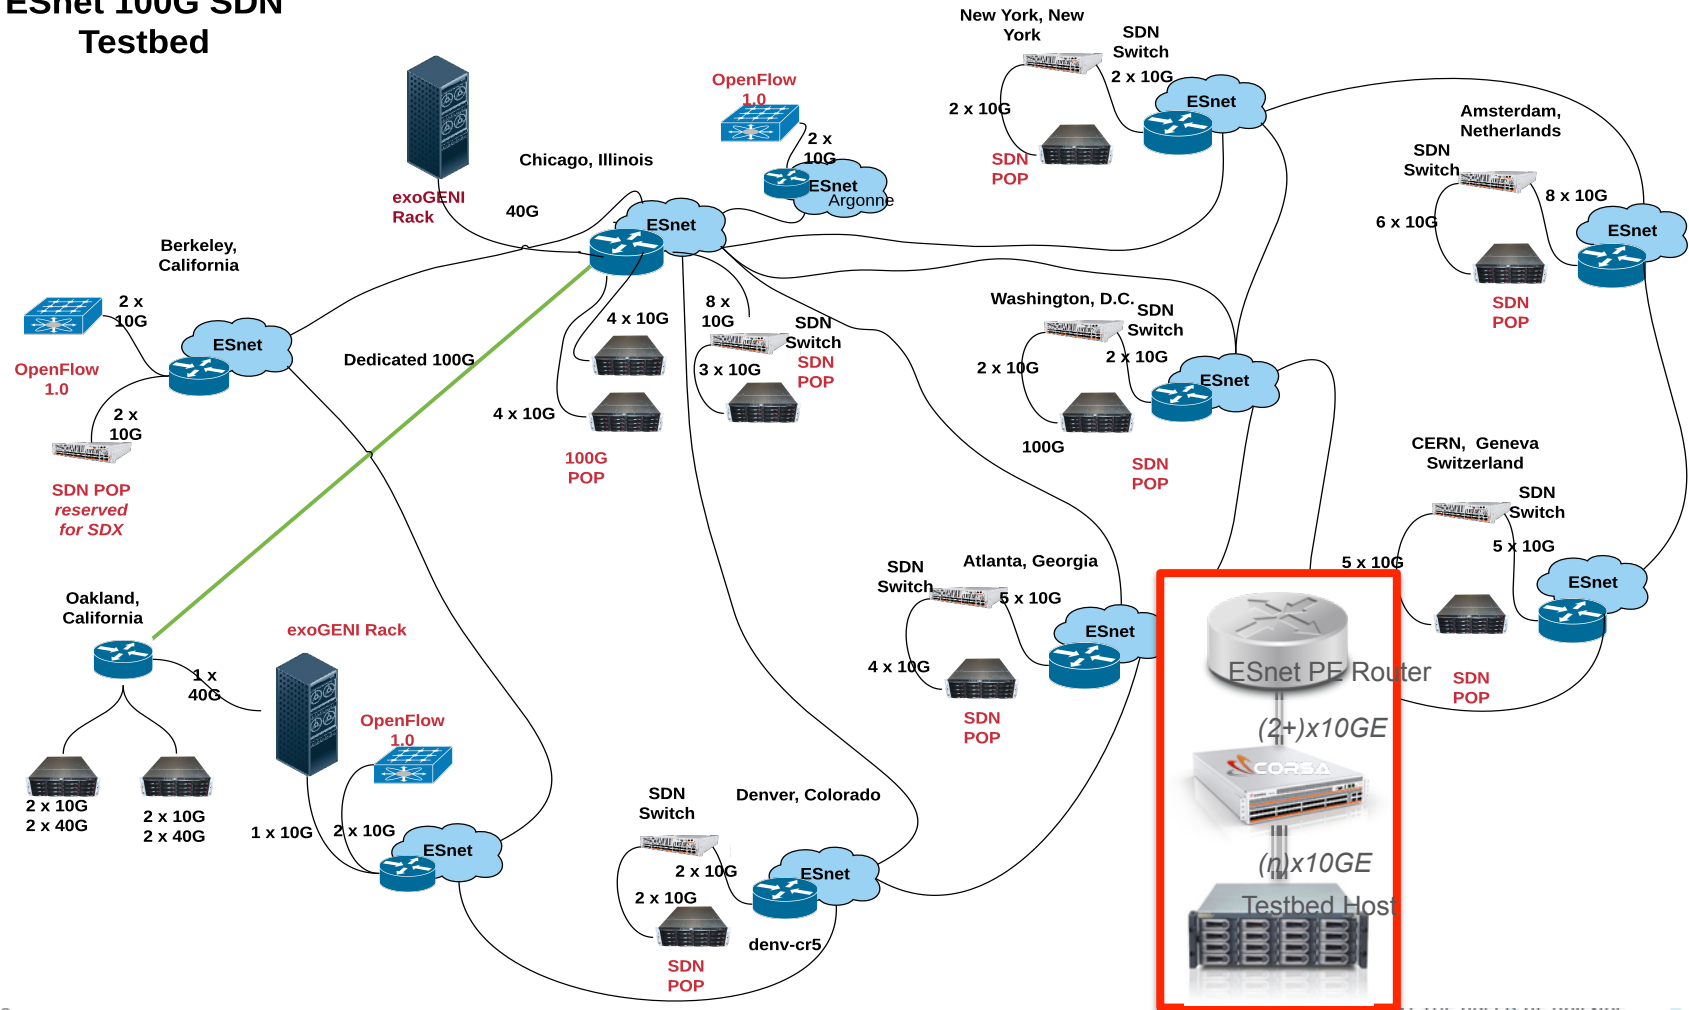 ESnet 100G SDN
Testbed
New York, New
York
SDN
Switch
2 x 10G
ESnet
2 x 10G
SDN
POP
OpenFlow
1.0
2 x
10G
ESnet
Argonne
Chicago, Illinois
exoGENI
Rack
40G
ESnet
Amsterdam,
Netherlands
SDN
Switch
8 x 10G
6 x 10G
ESnet
SDN
POP
Berkeley,
California
2 x
10G
ESnet
OpenFlow
1.0
2 x
10G
SDN POP
reserved
for SDX
Dedicated 100G
4 x 10G
8 x
10G
SDN
Switch
SDN
POP
3 x 10G
4 x 10G
100G
POP
Washington, D.C.
SDN
Switch
2 x 10G
2 x 10G
ESnet
100G
SDN
POP
CERN, Geneva
Switzerland
SDN
Switch
5 x 10G
5 x 10G
ESnet
SDN
POP
Atlanta, Georgia
SDN
Switch
5 x 10G
ESnet
4 x 10G
SDN
POP
Oakland,
California
exoGENI Rack
1 x
40G
OpenFlow
1.0
2 x 10G
2 x 40G
2 x 10G
2 x 40G
1 x 10G
2 x 10G
ESnet
SDN
Switch
Denver, Colorado
2 x 10G
ESnet
2 x 10G
denv-cr5
SDN
POP
ESnet PE Router
(2+)x10GE
CORSA
(n)x10GE
Testbed Host